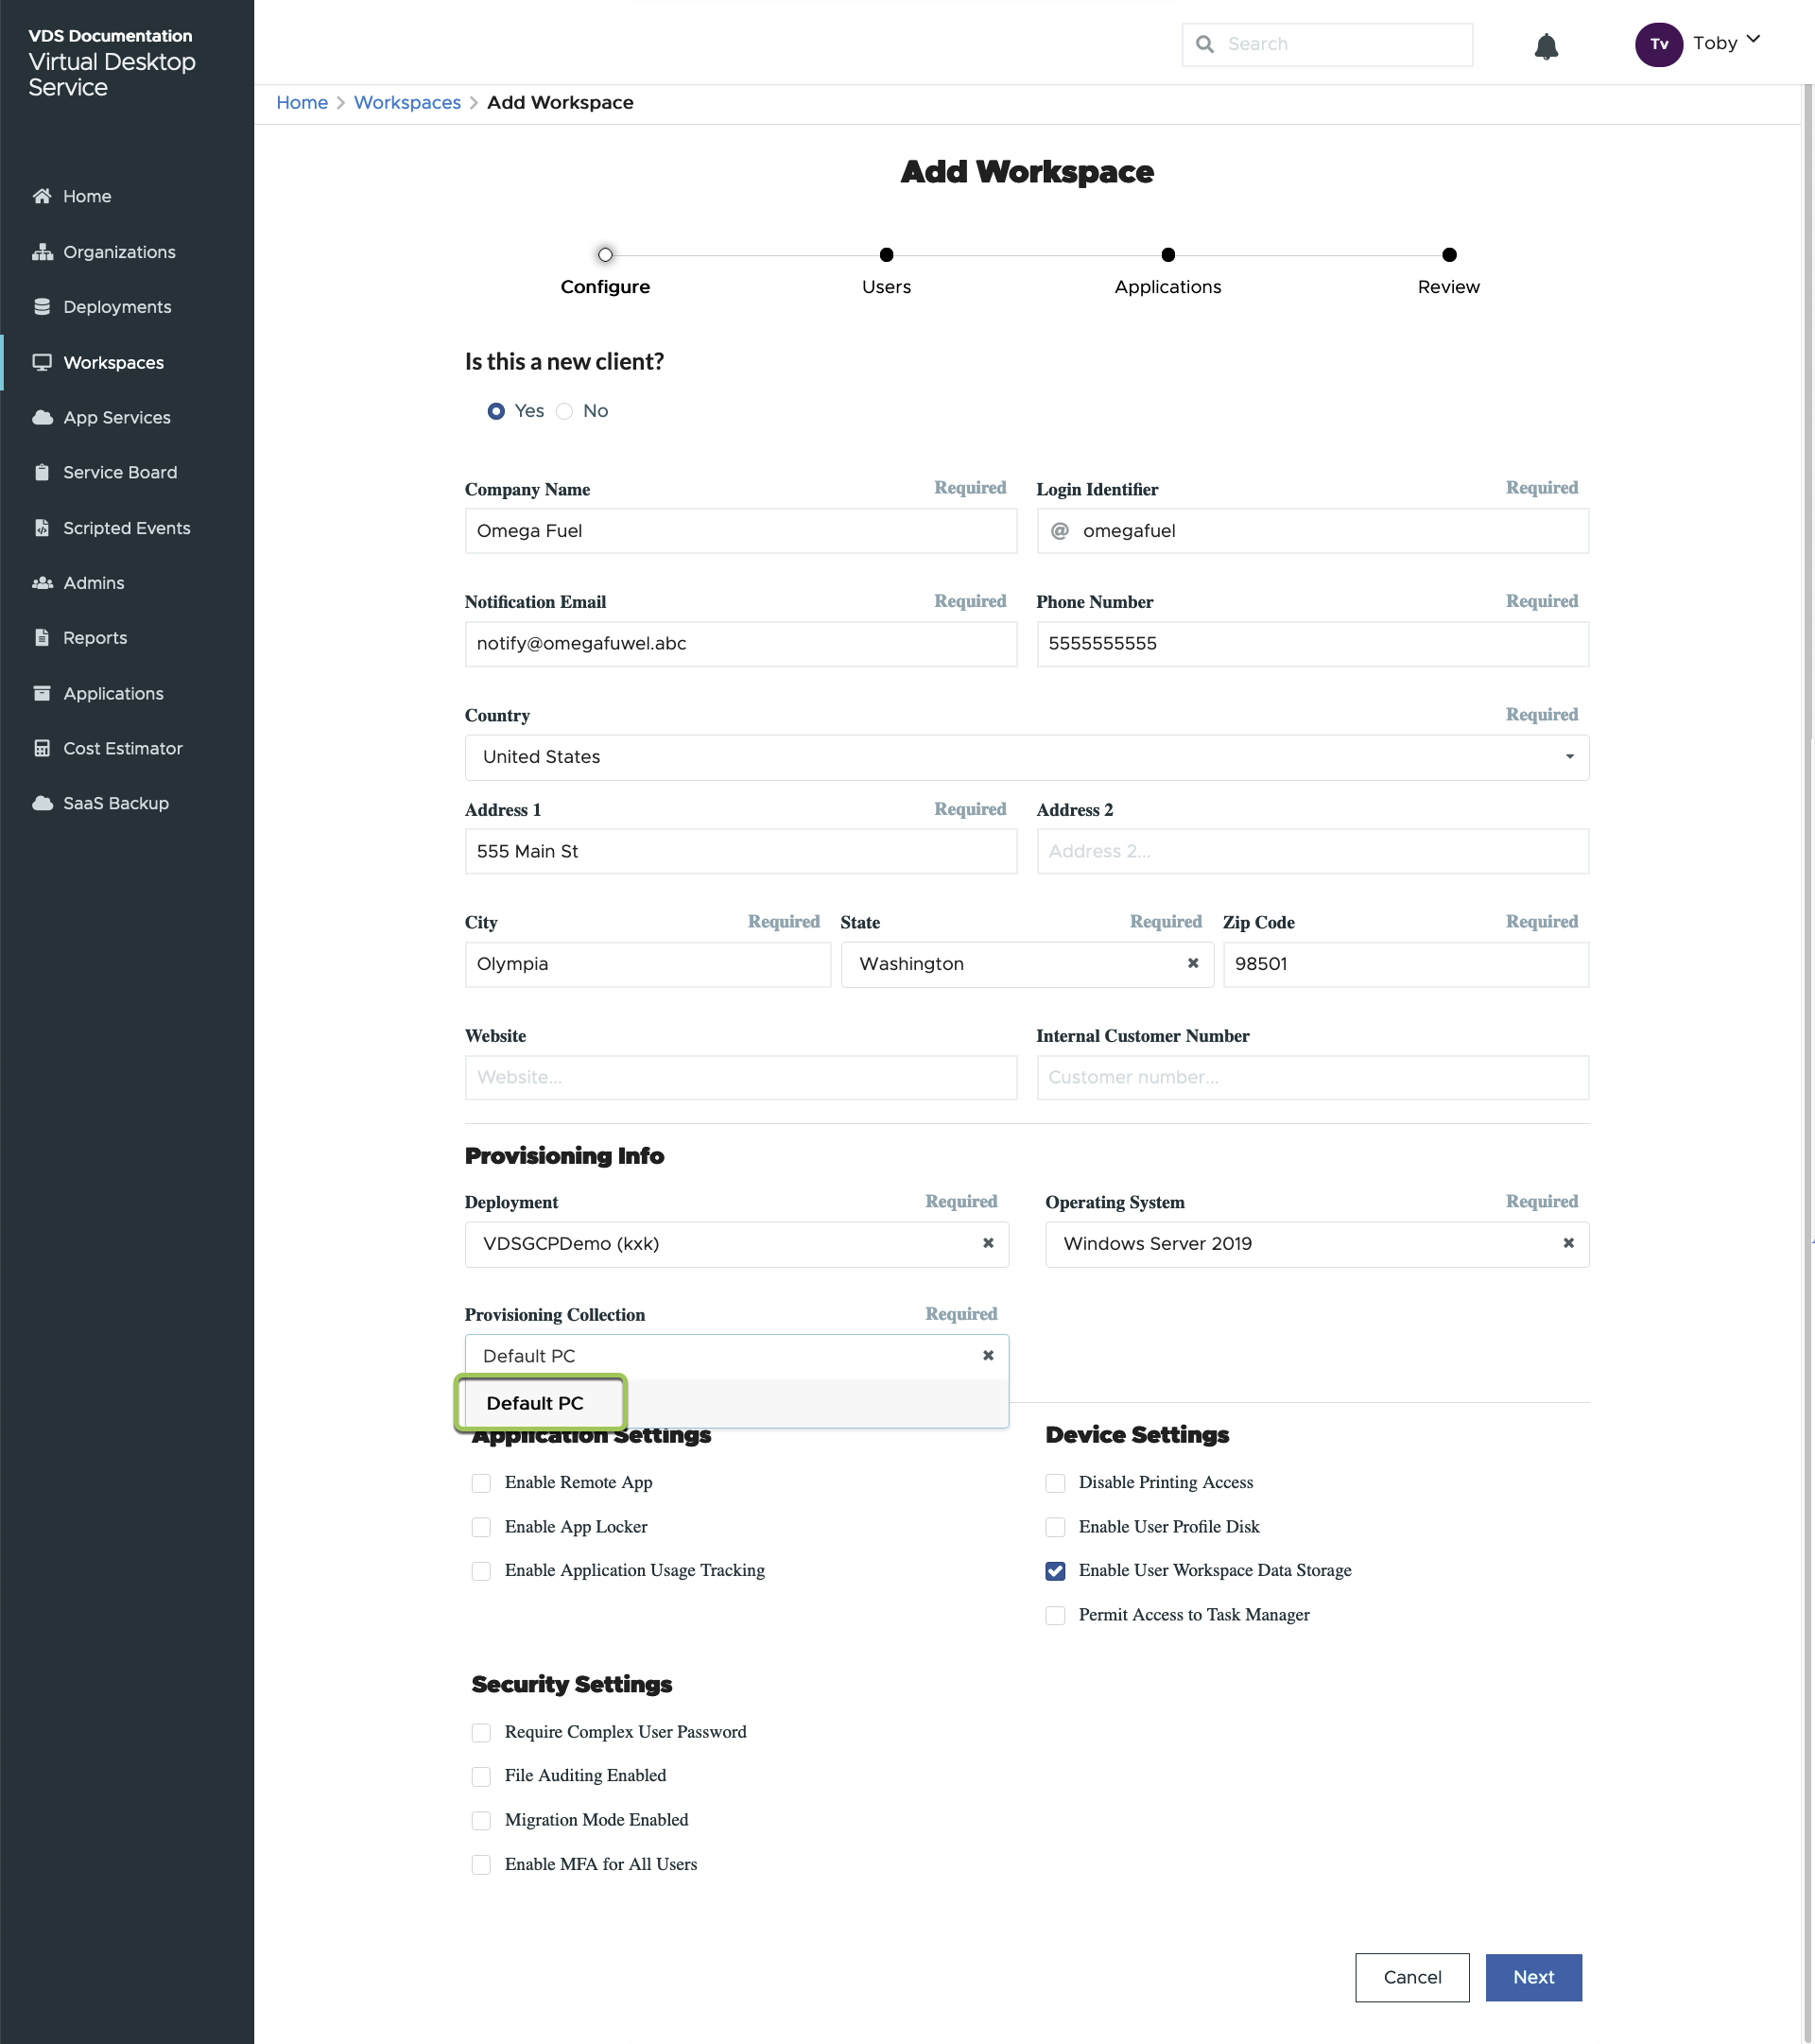 VDS Documentation
Virtual Desktop
Service
Search
Tv
Toby
Home > Workspaces > Add Workspace
Home
Organizations
Deployments
Workspaces
App Services
Service Board
Scripted Events
Admins
Reports
Applications
Cost Estimator
SaaS Backup
Add Workspace
Configure Users Applications Review
Is this a new client?
Yes No
Company Name Required Login Identifier Required
Omega Fuel @ omegafuel
Notification Email Required Phone Number Required
notify@omegafuwel.abc 5555555555
Country Required
United States
Address 1 Required Address 2
555 Main St Address 2...
City Required State Required Zip Code Required
Olympia Washington 98501
Website Internal Customer Number
Website... Customer number...
Provisioning Info
Deployment Required Operating System Required
VDSGCPDemo (kxk) Windows Server 2019
Provisioning Collection Required
Default PC
Default PC
Application Settings Device Settings
Enable Remote App Disable Printing Access
Enable App Locker Enable User Profile Disk
Enable Application Usage Tracking Enable User Workspace Data Storage
Permit Access to Task Manager
Security Settings
Require Complex User Password
File Auditing Enabled
Migration Mode Enabled
Enable MFA for All Users
Cancel Next